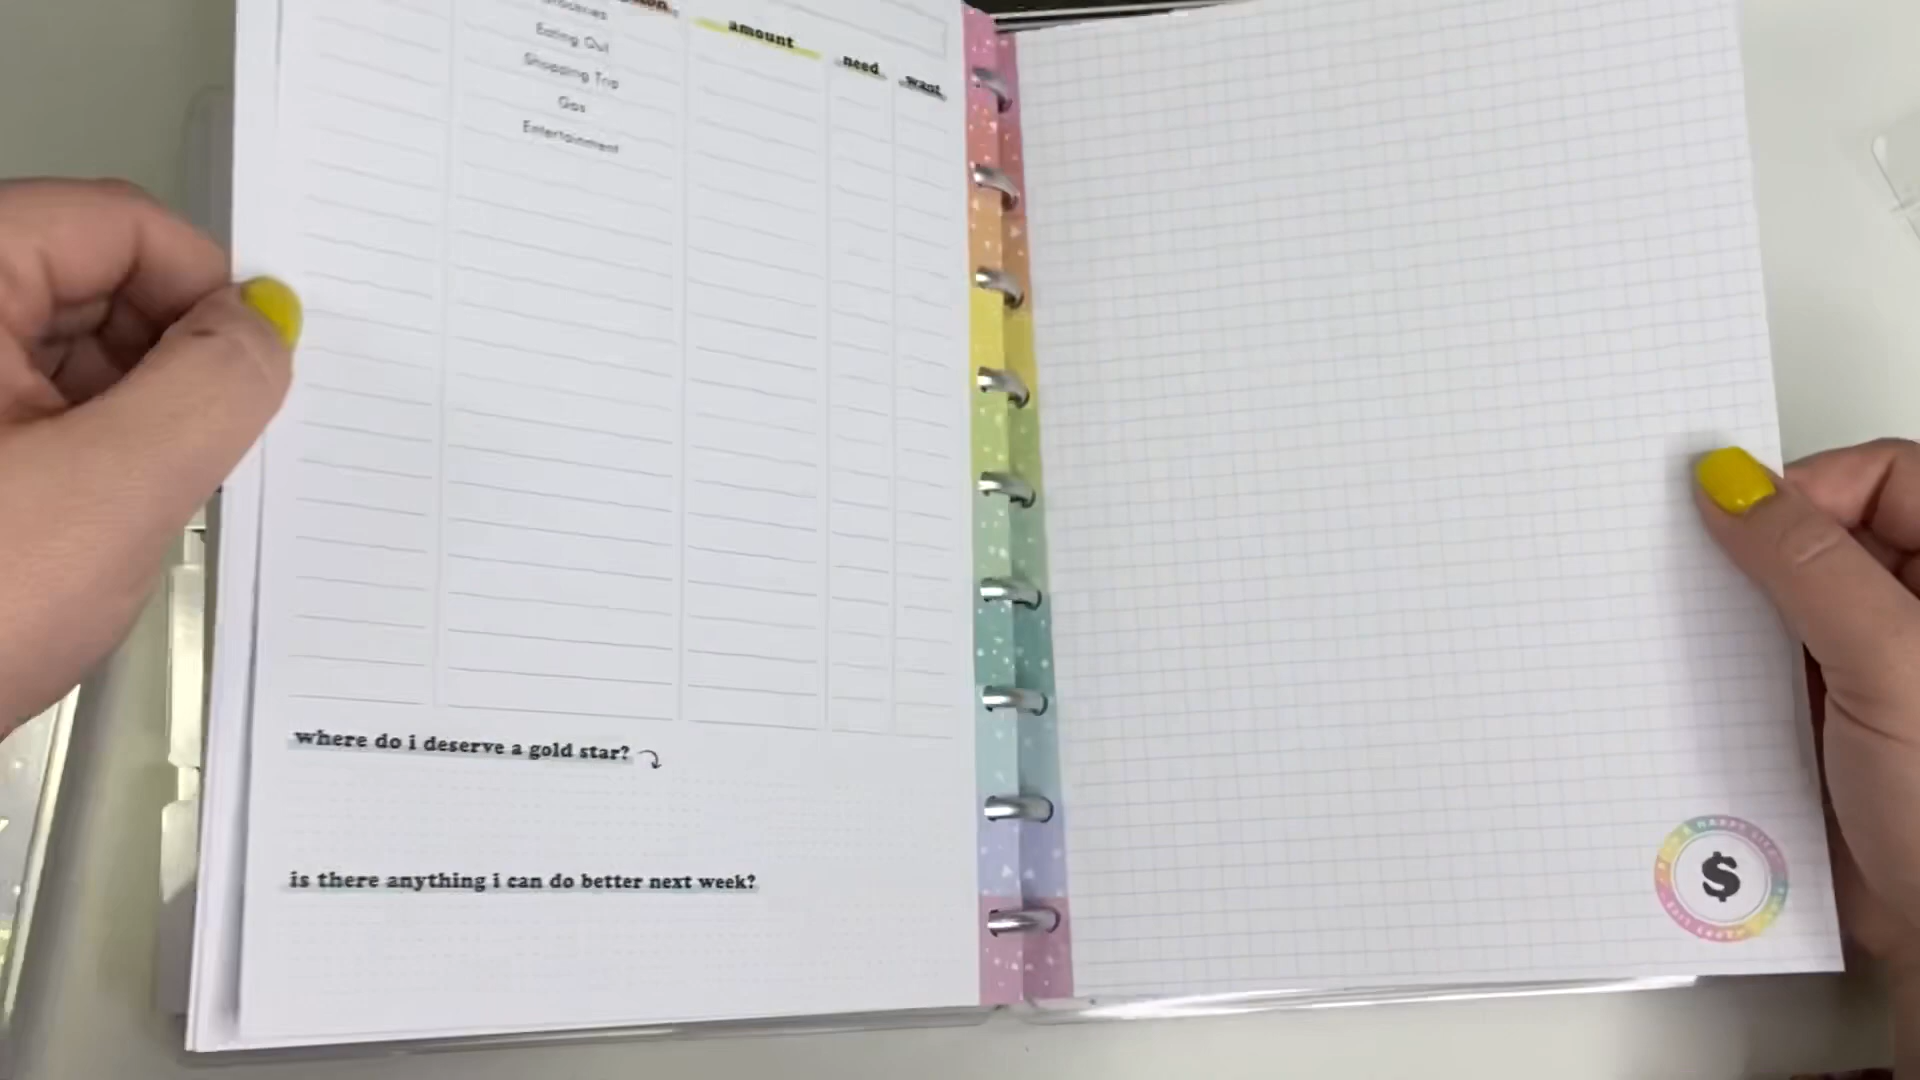 Groceries
Eating Out
Shopping Trip
Gas
Entertainment
amount
need
want
where do i deserve a gold star?
is there anything i can do better next week?
$